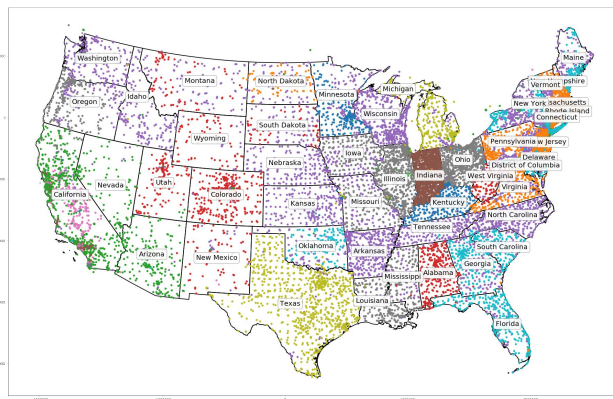 Maine
Washington
Montana
North Dakota
Vermont
Minnesota
Michigan
Idaho
Oregon
New York
Wisconsin
Connecticut
South Dakota
Wyoming
Pennsylvania
Iowa
Ohio
Delaware
Nebraska
District of Columbia
Illinois
Indiana
West Virginia
Utah
Nevada
Virginia
California
Colorado
Kansas
Missouri
Kentucky
North Carolina
Tennessee
Oklahoma
South Carolina
Arkansas
Arizona
New Mexico
Georgia
Alabama
Mississippi
Louisiana
Texas
Florida